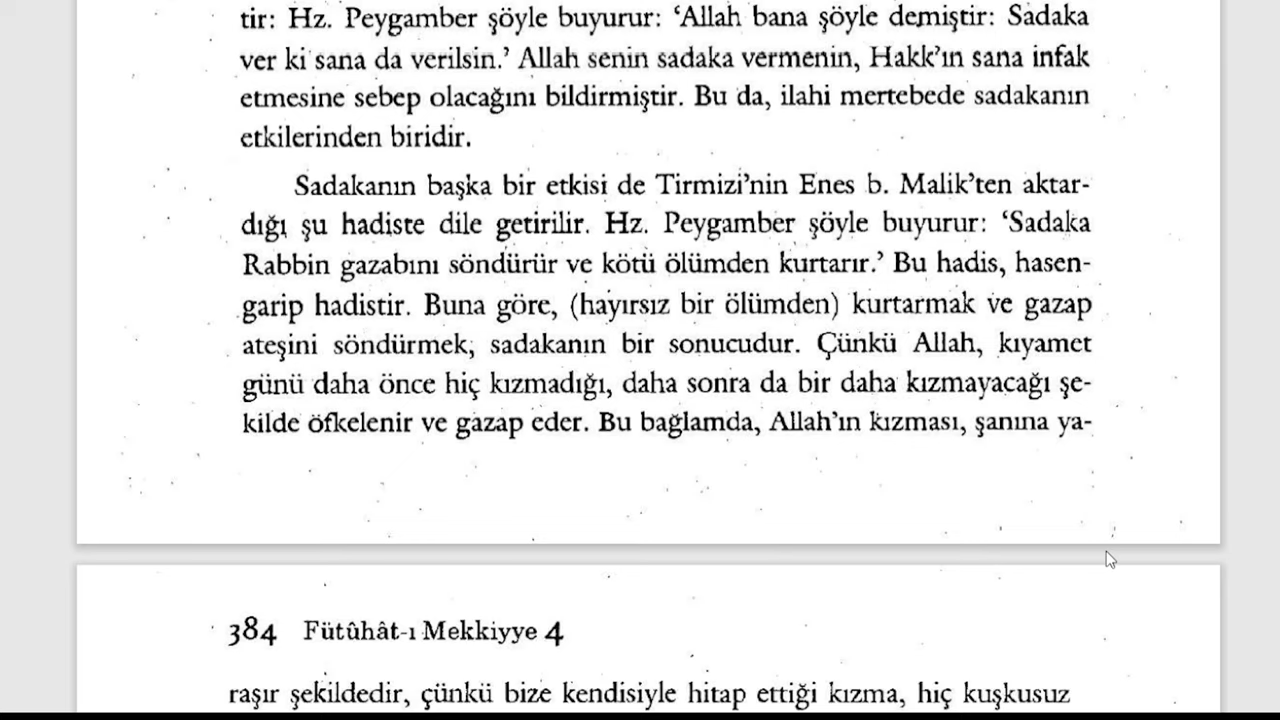 tir: Hz. Peygamber şöyle buyurur: ‘Allah bana şöyle demiştir: Sadaka
ver ki sana da verilsin.’ Allah senin sadaka vermenin, Hakk’ın sana infak
etmesine sebep olacağını bildirmiştir. Bu da, ilahi mertebede sadakanın
etkilerinden biridir.
Sadakanın başka bir etkisi de Tirmizi’nin Enes b. Malik’ten aktar-
dığı şu hadiste dile getirilir. Hz. Peygamber şöyle buyurur: ‘Sadaka
Rabbin gazabını söndürür ve kötü ölümden kurtarır.’ Bu hadis, hasen-
garip hadistir. Buna göre, (hayırsız bir ölümden) kurtarmak ve gazap
ateşini söndürmek, sadakanın bir sonucudur. Çünkü Allah, kıyamet
günü daha önce hiç kızmadığı, daha sonra da bir daha kızmayacağı şe-
kilde öfkelenir ve gazap eder. Bu bağlamda, Allah’ın kızması, şanına ya-
384 Fütûhât-ı Mekkiyye 4
raşır şekildedir, çünkü bize kendisiyle hitap ettiği kızma, hiç kuşkusuz